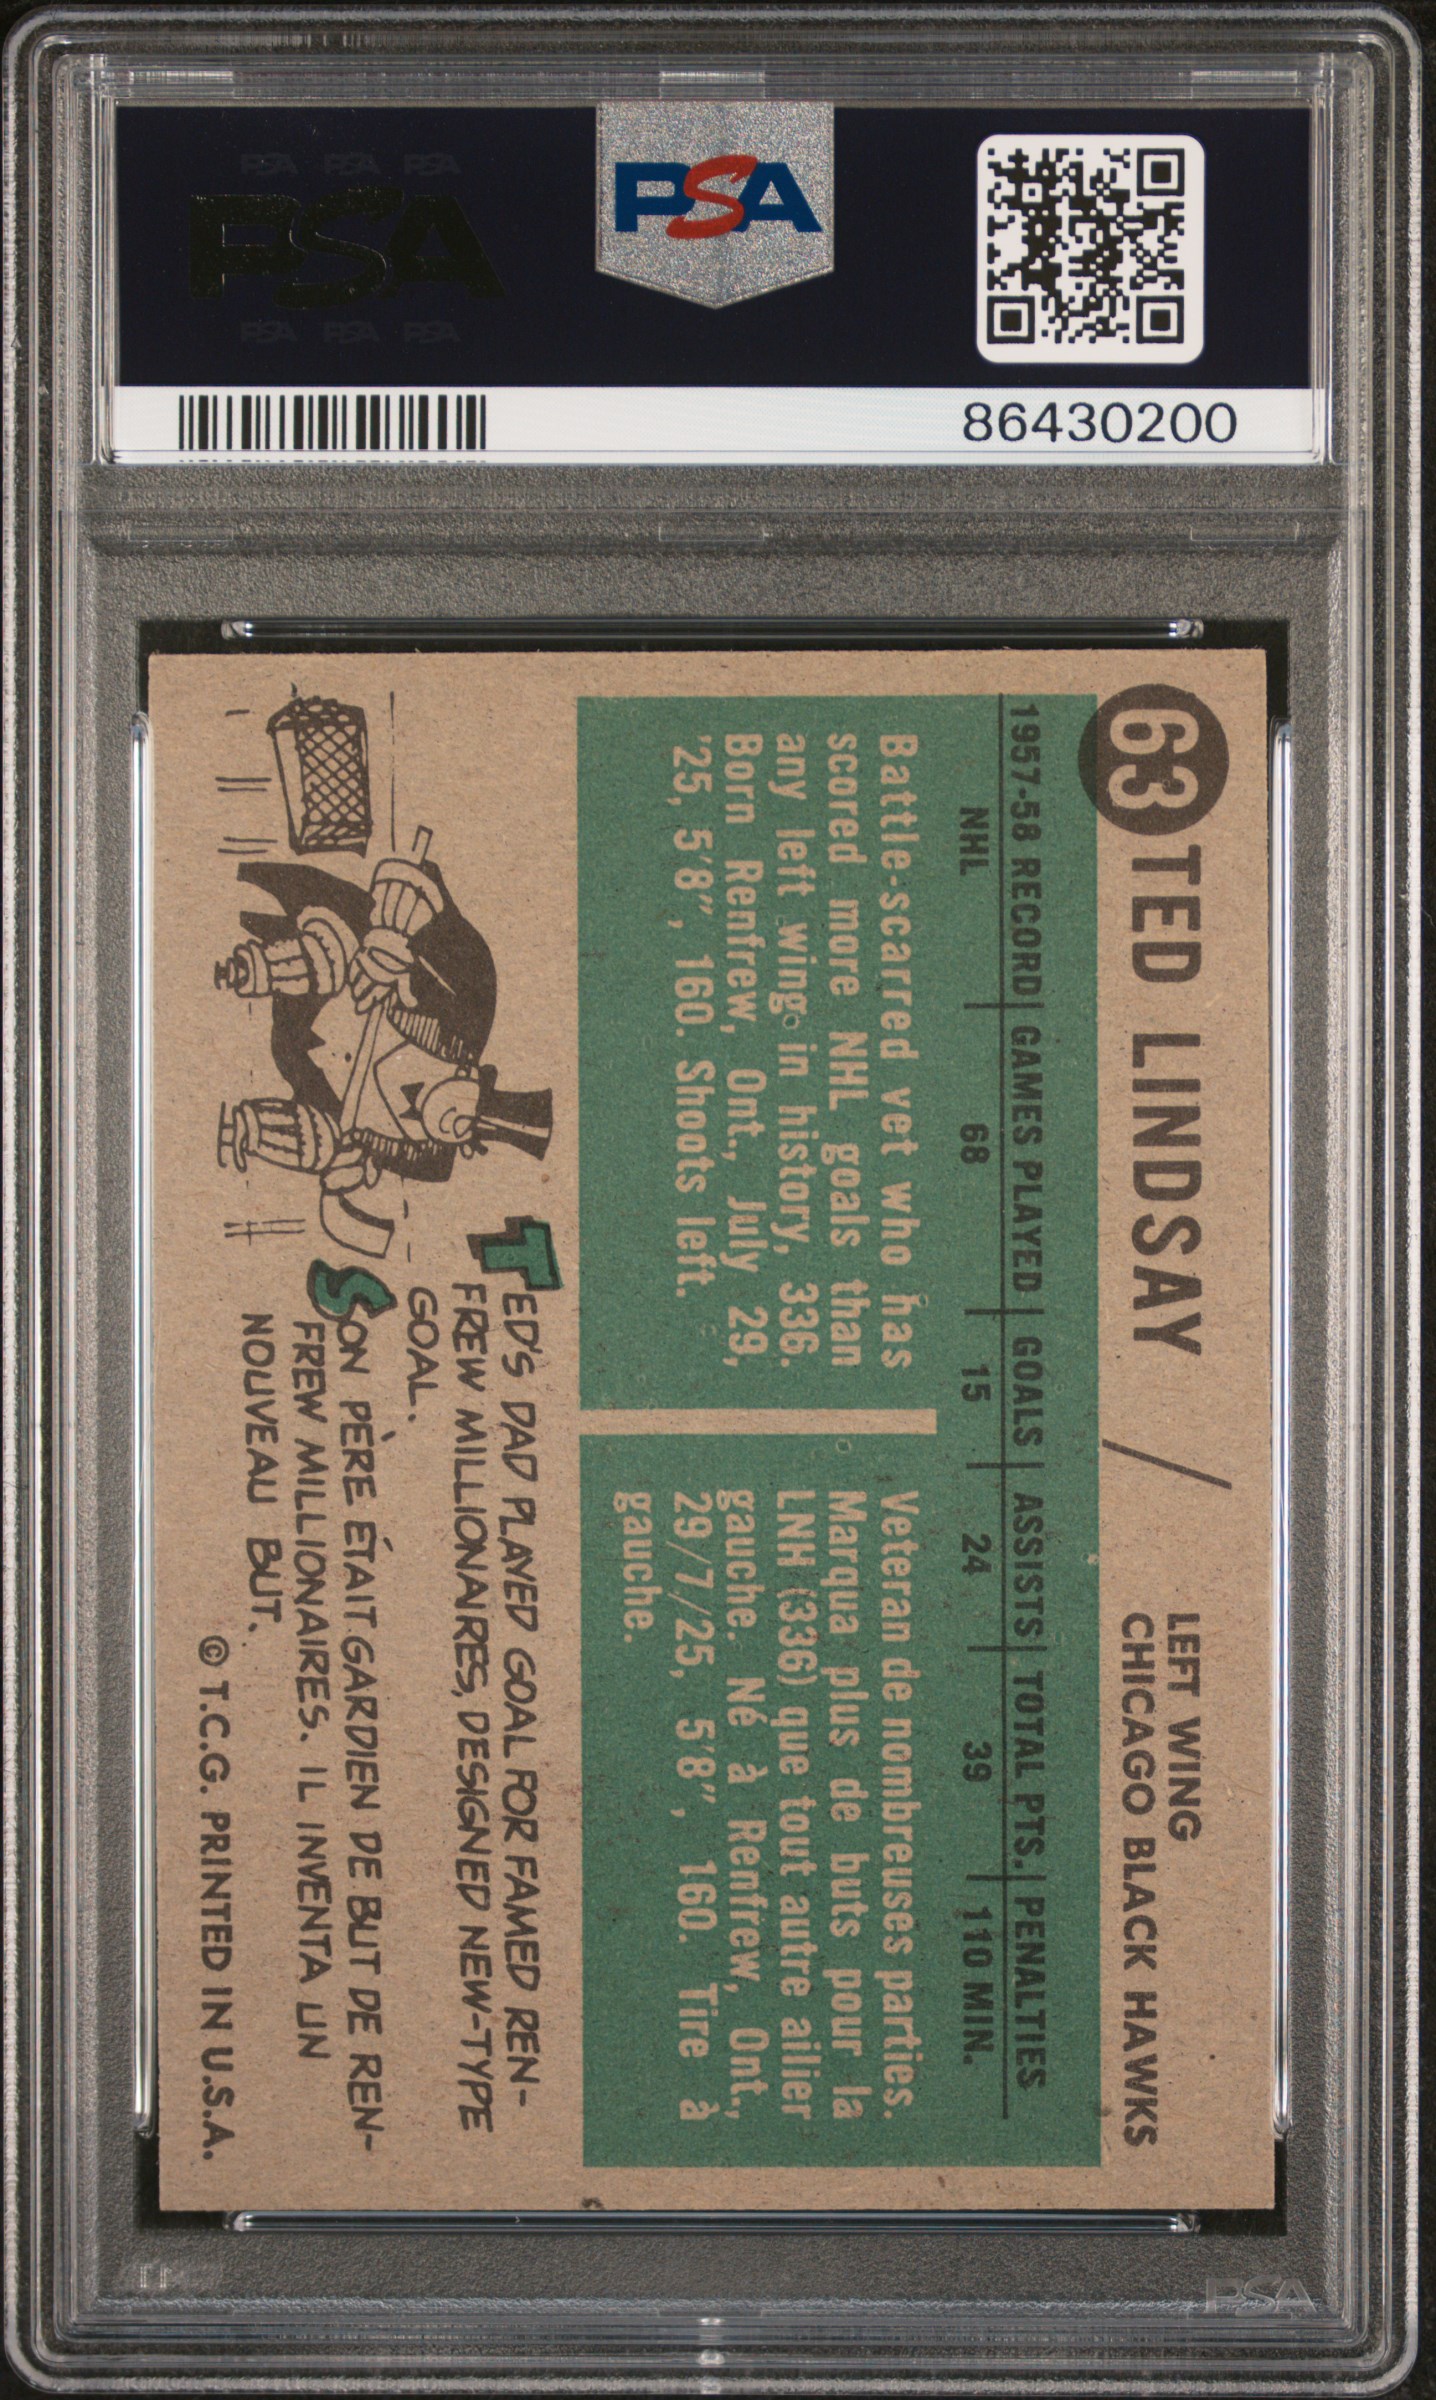 PSA PSA PSA
PSA
PSA PSA PSA
PSA
86430200
63 TED LINDSAY /
LEFT WING
CHICAGO BLACK HAWKS
1957-58 RECORD | GAMES PLAYED | GOALS | ASSISTS | TOTAL PTS. | PENALTIES
NHL 68 15 24 39 110 MIN.
Battle-scarred vet who has
scored more NHL goals than
any left wing in history, 336.
Born Renfrew, Ont., July 29,
'25, 5'8", 160. Shoots left.
Veteran de nombreuses parties.
Marqua plus de buts pour la
LNH (336) que tout autre ailier
gauche. Né à Renfrew, Ont.,
29/7/25, 5'8", 160. Tire à
gauche.
TED'S DAD PLAYED GOAL FOR FAMED REN-
FREW MILLIONAIRES, DESIGNED NEW-TYPE
GOAL.
SON PÈRE ÉTAIT GARDIEN DE BUT DE REN-
FREW MILLIONAIRES. IL INVENTA UN
NOUVEAU BUT.
© T.C.G. PRINTED IN U.S.A.
PSA